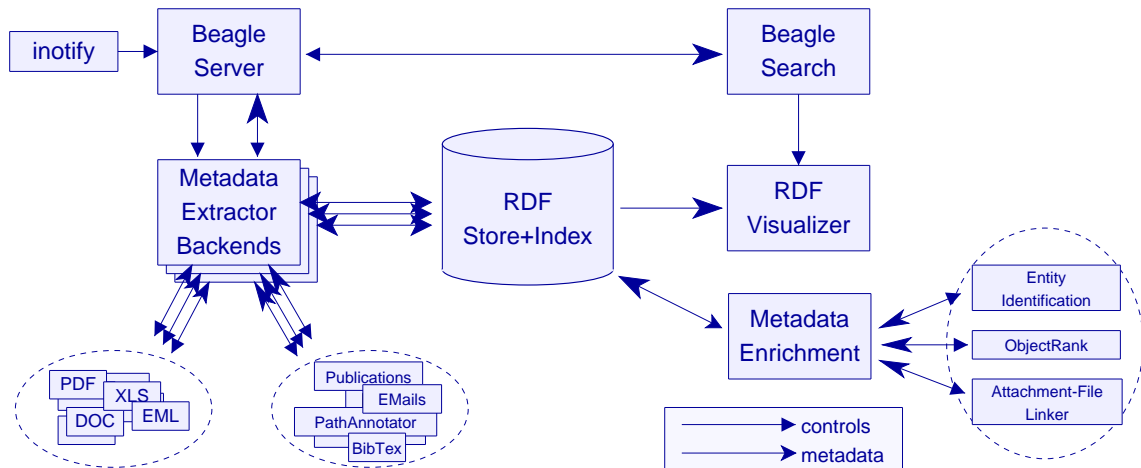 inotify
Beagle
Server
Beagle
Search
Metadada
Extractor
Backends
RDF
Store+Index
RDF
Visualizer
Metadata
Enrichment
Entity
Identification
ObjectRank
Attachment-File
Linker
PDF
XLS
DOC
EML
Publications
EMails
PathAnnotator
BibTex
controls
metadata